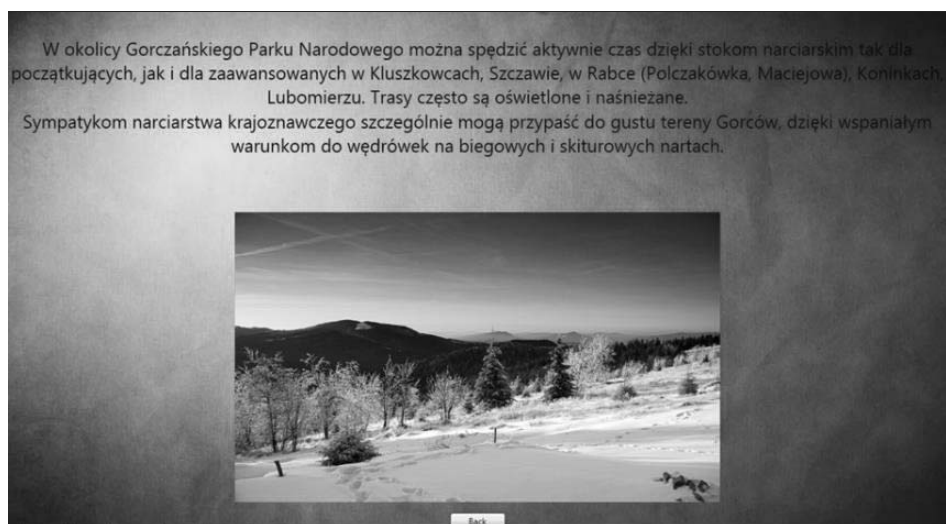 W okolicy Gorczańskiego Parku Narodowego można spędzić aktywnie czas dzięki stokom narciarskim tak dla
początkujących, jak i dla zaawansowanych w Kluszkowcach, Szczawie, w Rabce (Polczakówka, Maciejowa), Koninkach,
Lubomierzu. Trasy często są oświetlone i naśnieżane.
Sympatykom narciarstwa krajoznawczego szczególnie mogą przypaść do gustu tereny Gorców, dzięki wspaniałym
warunkom do wędrówek na biegowych i skiturowych nartach.
Back